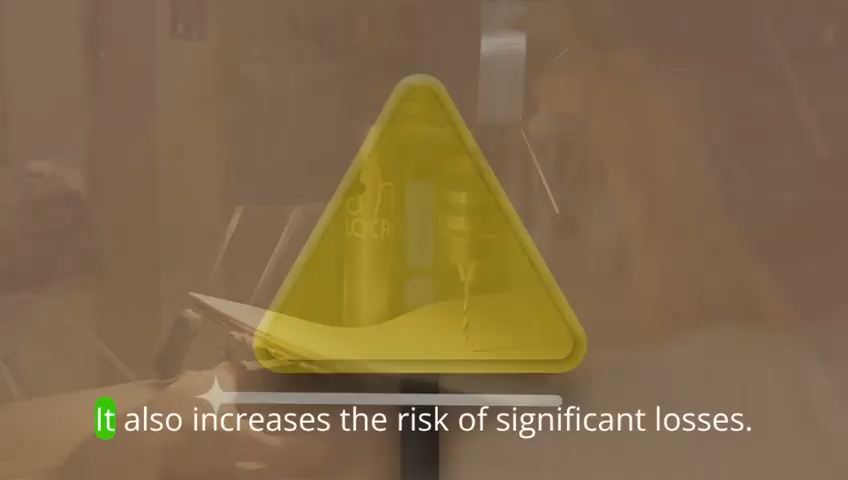 It also increases the risk of significant losses.